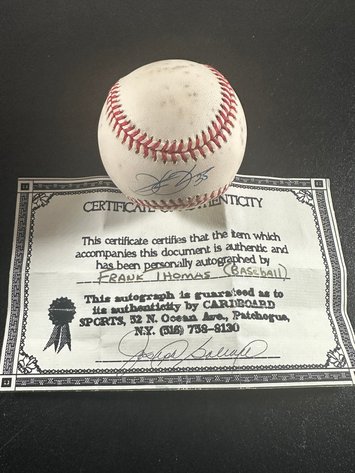 35
CERTIFICATE OF AUTHENTICITY
This certificate certifies that the item which
accompanies this document is authentic and
has been personally autographed by
FRANK THOMAS (BASEBALL)
This autograph is guaranteed as to
its authenticity by CARDBOARD
SPORTS, 52 N. Ocean Ave., Patchogue,
N.Y. (516) 758-8130